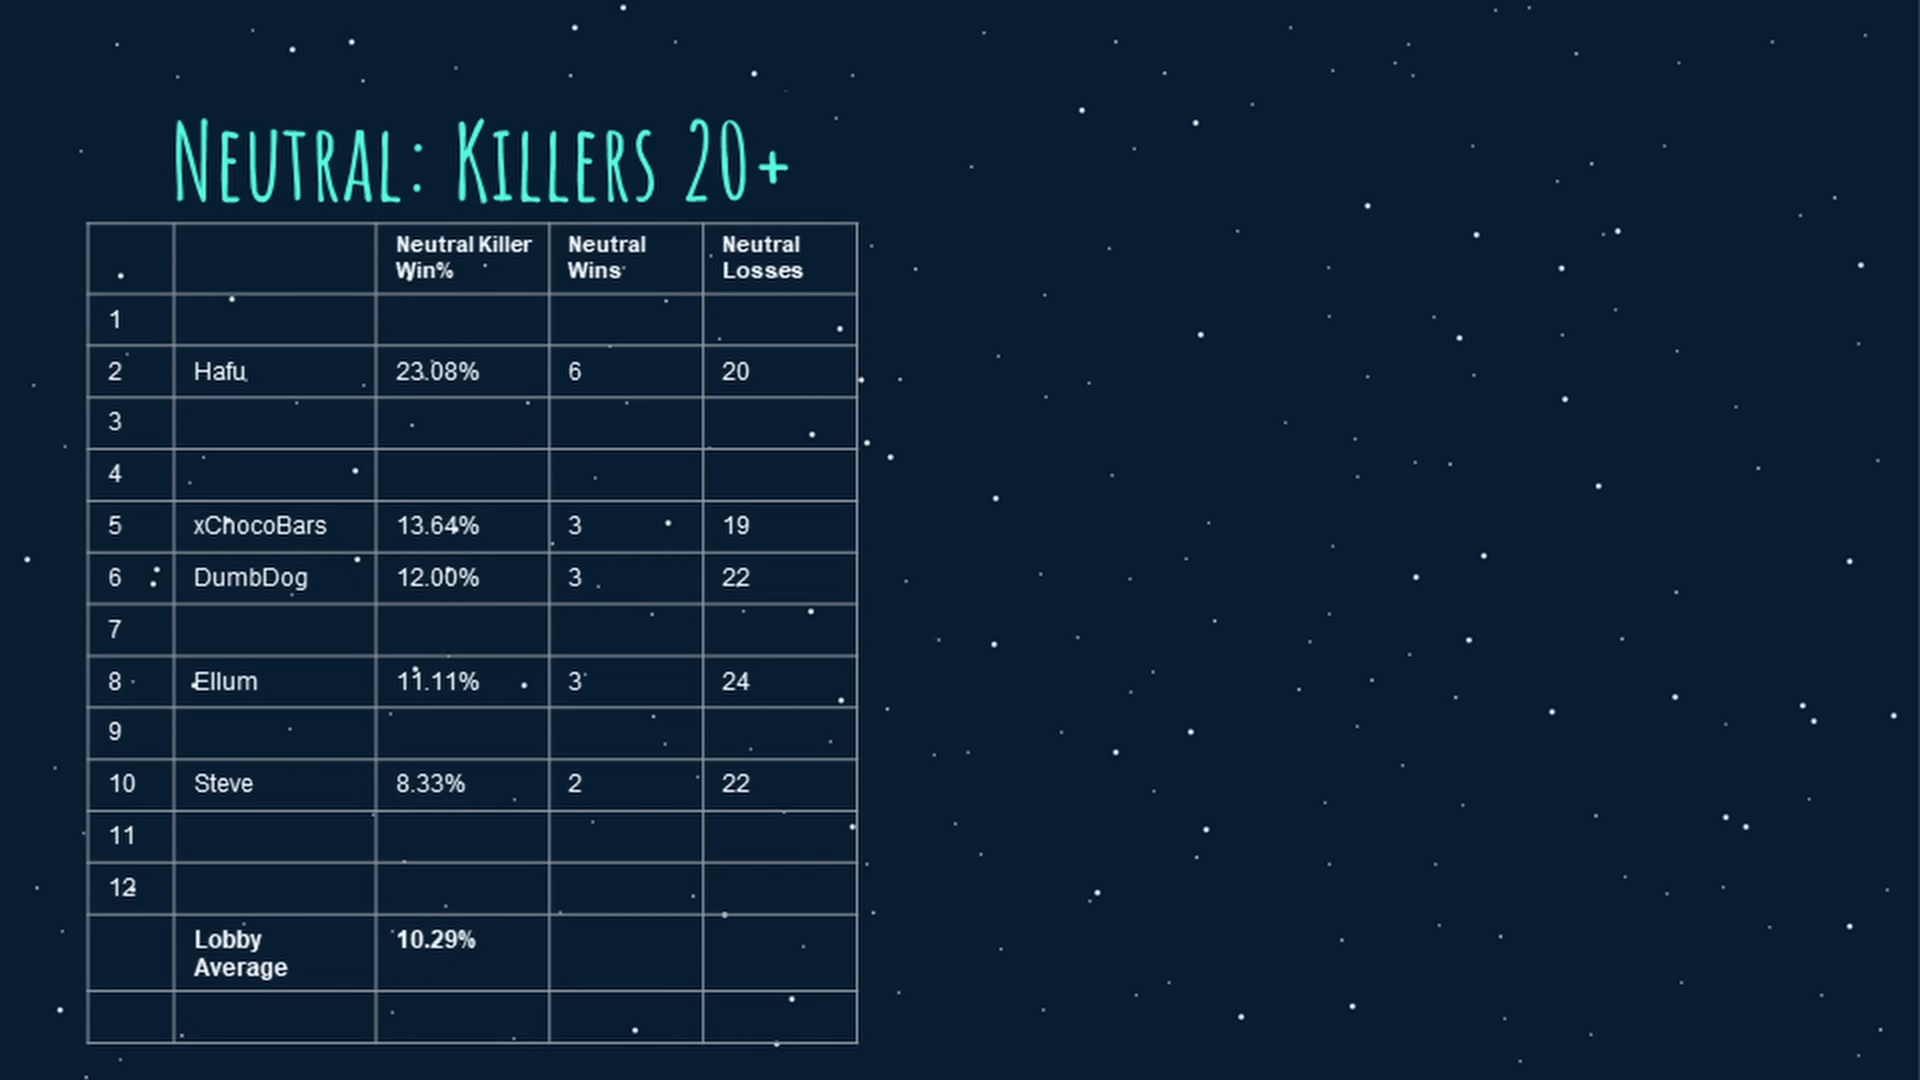 NEUTRAL: KILLERS 20+
Neutral Killer Win% Neutral Wins Neutral Losses
1
2 Hafu 23.08% 6 20
3
4
5 xChocoBars 13.64% 3 19
6 DumbDog 12.00% 3 22
7
8 Ellum 11.11% 3 24
9
10 Steve 8.33% 2 22
11
12
Lobby Average 10.29%